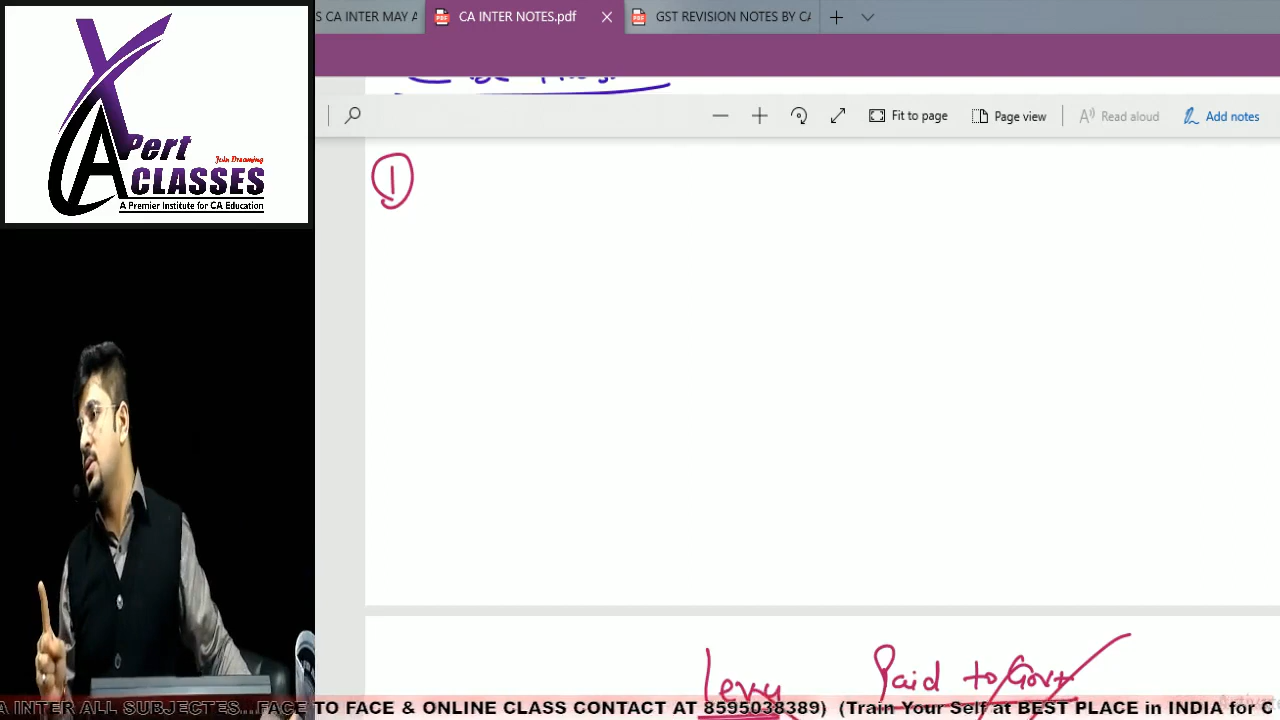 S CA INTER MAY A
CA INTER NOTES.pdf
GST REVISION NOTES BY CA
Fit to page
Page view
Read aloud
Add notes
XPert
Join Dreaming
CLASSES
A Premier Institute for CA Education
1
Levy Paid to Govt
A INTER ALL SUBJECTES...FACE TO FACE & ONLINE CLASS CONTACT AT 8595038389) (Train Your Self at BEST PLACE in INDIA for C